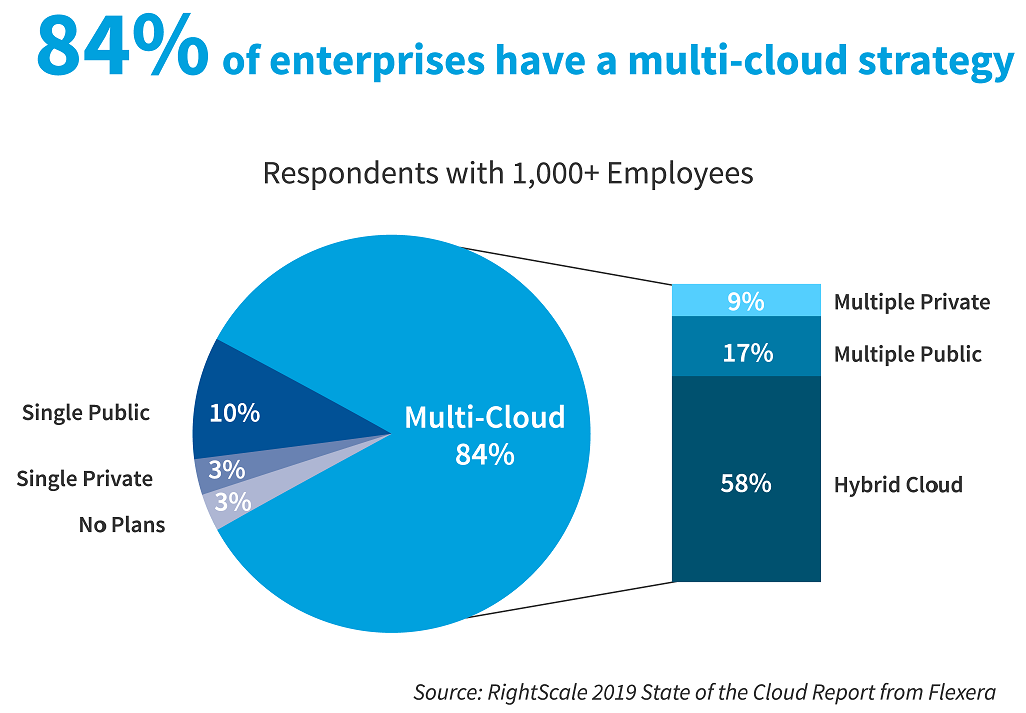 84% of enterprises have a multi-cloud strategy
Respondents with 1,000+ Employees
Single Public
10%
Single Private
3%
No Plans
3%
Multi-Cloud
84%
9%
Multiple Private
17%
Multiple Public
58%
Hybrid Cloud
Source: RightScale 2019 State of the Cloud Report from Flexera